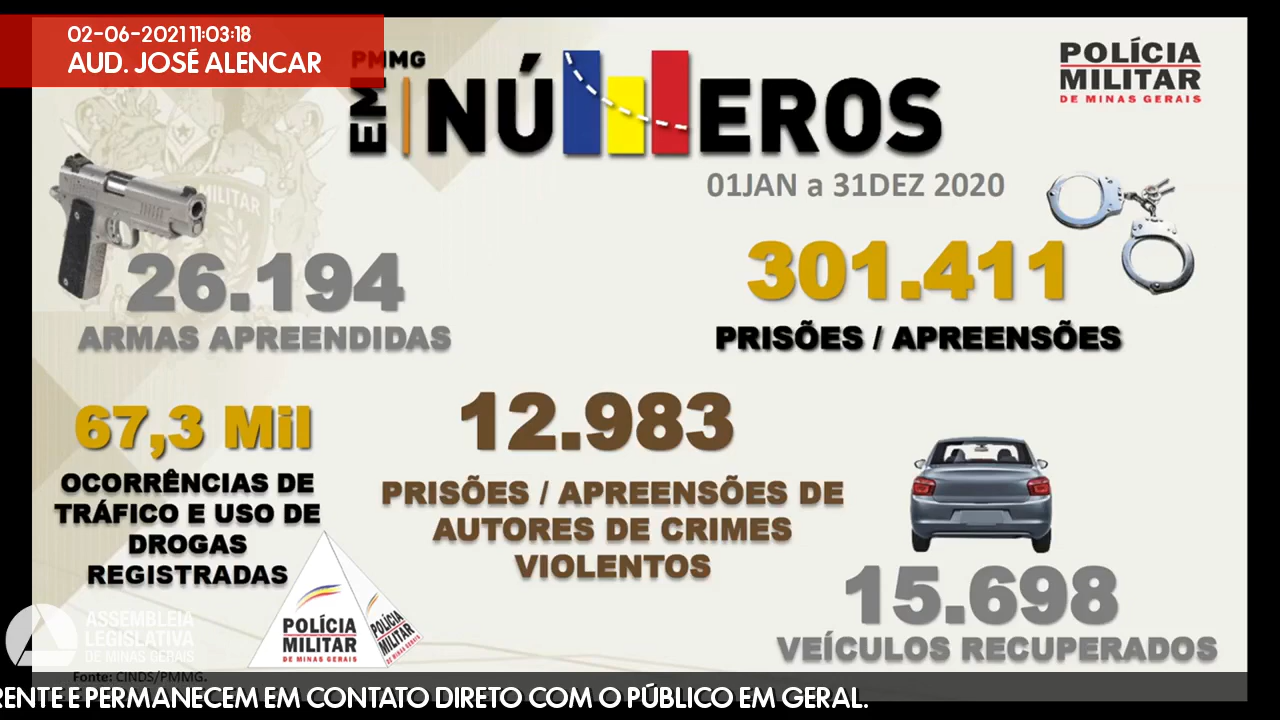 02-06-2021 11:03:18
AUD. JOSÉ ALENCAR
PMMG
EM NÚMEROS
01JAN a 31DEZ 2020
POLÍCIA
MILITAR
DE MINAS GERAIS
26.194
ARMAS APREENDIDAS
301.411
PRISÕES / APREENSÕES
67,3 Mil
OCORRÊNCIAS DE
TRÁFICO E USO DE
DROGAS
REGISTRADAS
12.983
PRISÕES / APREENSÕES DE
AUTORES DE CRIMES
VIOLENTOS
15.698
VEÍCULOS RECUPERADOS
POLÍCIA
MILITAR
DE MINAS GERAIS
POLÍCIA
MILITAR
ASSEMBLEIA
LEGISLATIVA
DE MINAS GERAIS
Fonte: CINDS/PMMG.
RENTE E PERMANECEM EM CONTATO DIRETO COM O PÚBLICO EM GERAL.